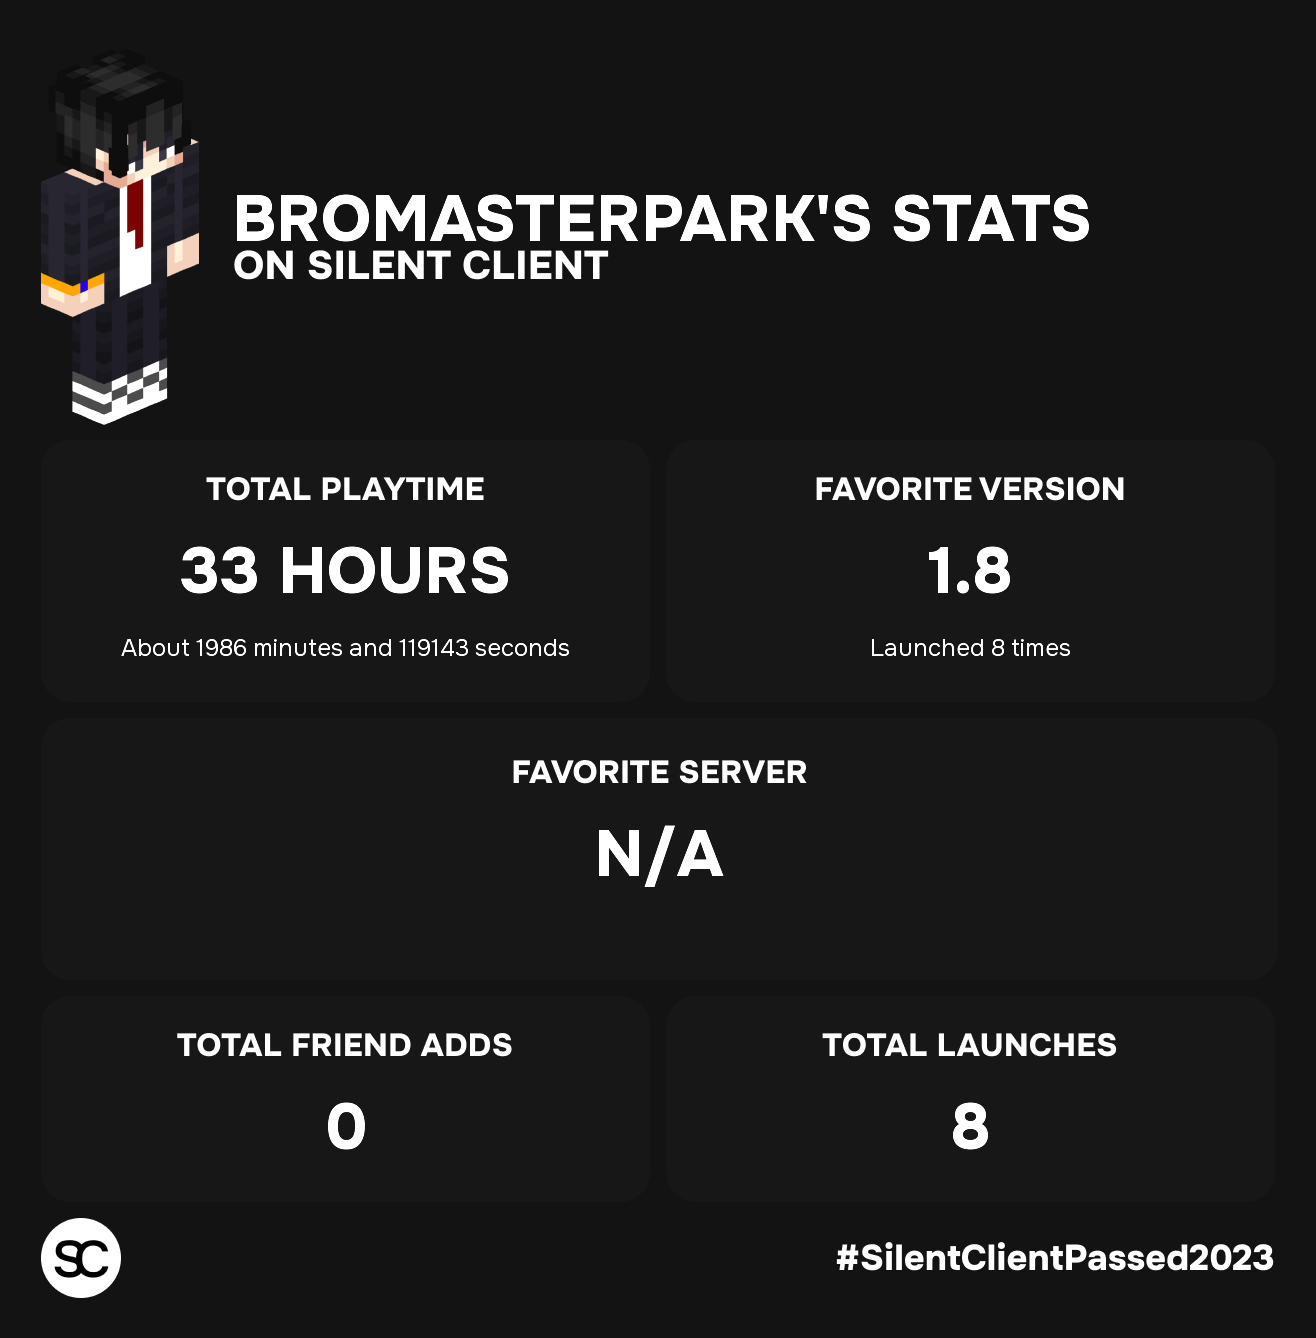 BROMASTERPARK'S STATS
ON SILENT CLIENT
TOTAL PLAYTIME
33 HOURS
About 1986 minutes and 119143 seconds
FAVORITE VERSION
1.8
Launched 8 times
FAVORITE SERVER
N/A
TOTAL FRIEND ADDS
0
TOTAL LAUNCHES
8
SC
#SilentClientPassed2023